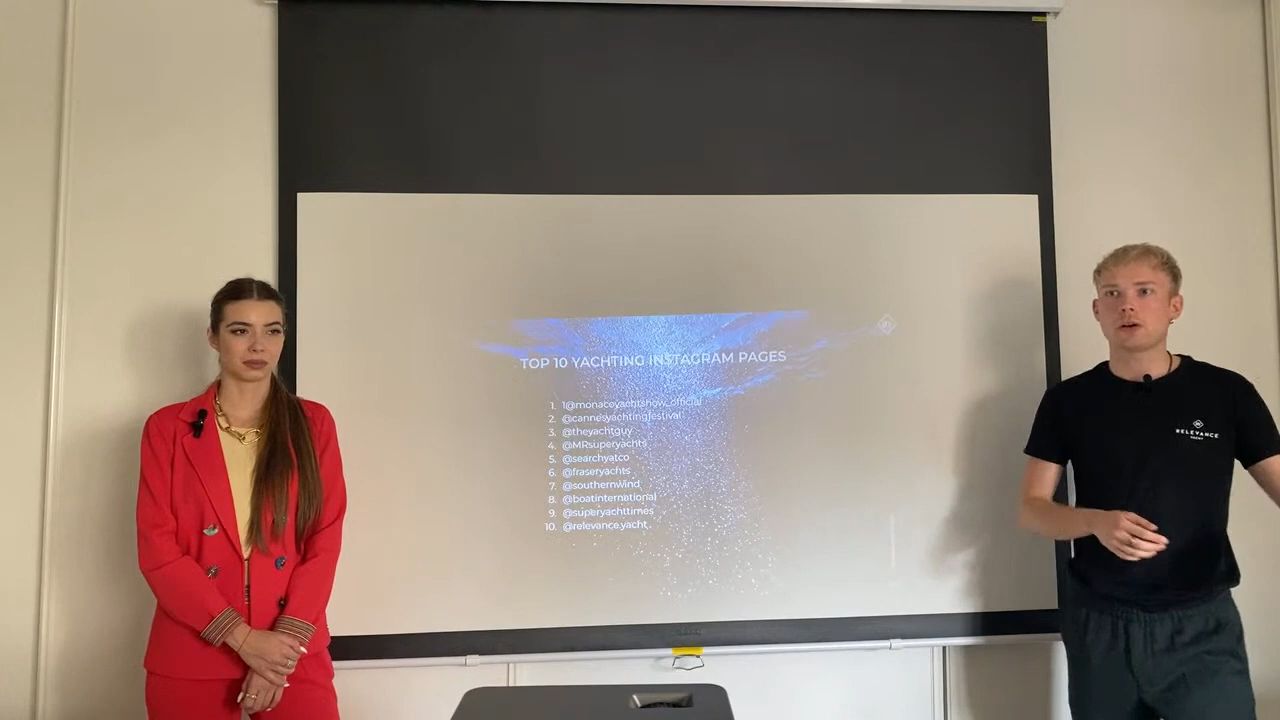 TOP 10 YACHTING INSTAGRAM PAGES
1. 1@monacoyachtshow_official
2. @cannesyachtingfestival
3. @theyachtguy
4. @MRsuperyachts
5. @searchyatco
6. @fraseryachts
7. @southernwind
8. @boatinternational
9. @superyachttimes
10. @relevance.yacht
RELEVANCE
YACHT